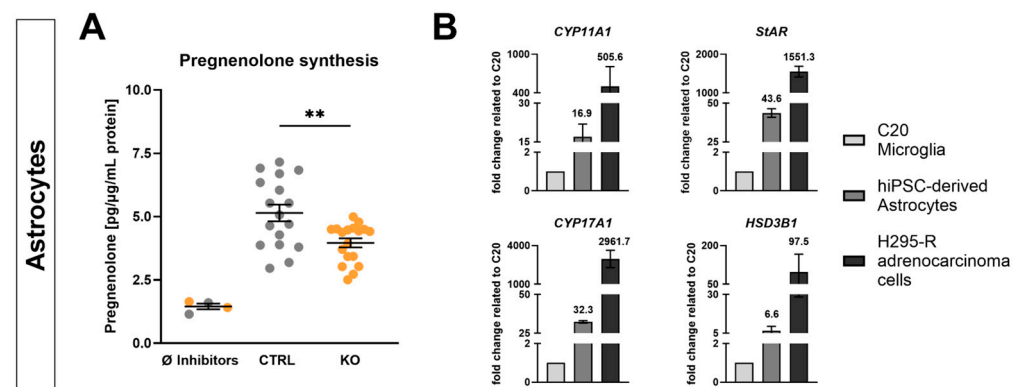 Astrocytes
A
Pregnenolone synthesis
Pregnenolone [pg/µg/mL protein]
10.0
7.5
5.0
2.5
0.0
**
Ø Inhibitors
CTRL
KO
B
CYP11A1
fold change related to C20
1000
400
30
15
2
0
16.9
505.6
StAR
fold change related to C20
2000
1000
50
25
2
0
43.6
1551.3
CYP17A1
fold change related to C20
4000
1000
50
25
2
0
32.3
2961.7
HSD3B1
fold change related to C20
200
30
30
5
2
0
6.6
97.5
C20
Microglia
hiPSC-derived
Astrocytes
H295-R
adrenocarcinoma
cells